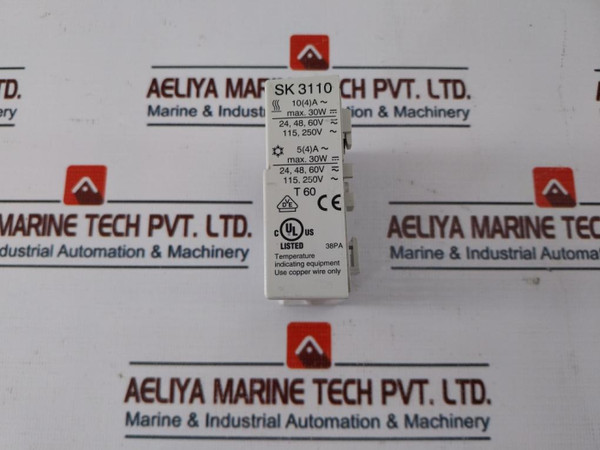 AELIYA MARINE TECH PVT. LTD.
Marine & Industrial Automation & Machinery
SK 3110
10(4)A ~
max. 30W
24, 48, 60V
115, 250V~
5(4)A ~
max. 30W
24, 48, 60V
115, 250V~
T 60
VDE
CE
C UL US
LISTED 36PA
Temperature
indicating equipment
Use copper wire only
A MARINE TECH PVT. LTD.
Industrial Automation & Machinery
AELIYA MARINE TECH
Marine & Industrial Automation
AELIYA MARINE TECH PVT. LTD.
Marine & Industrial Automation & Machinery